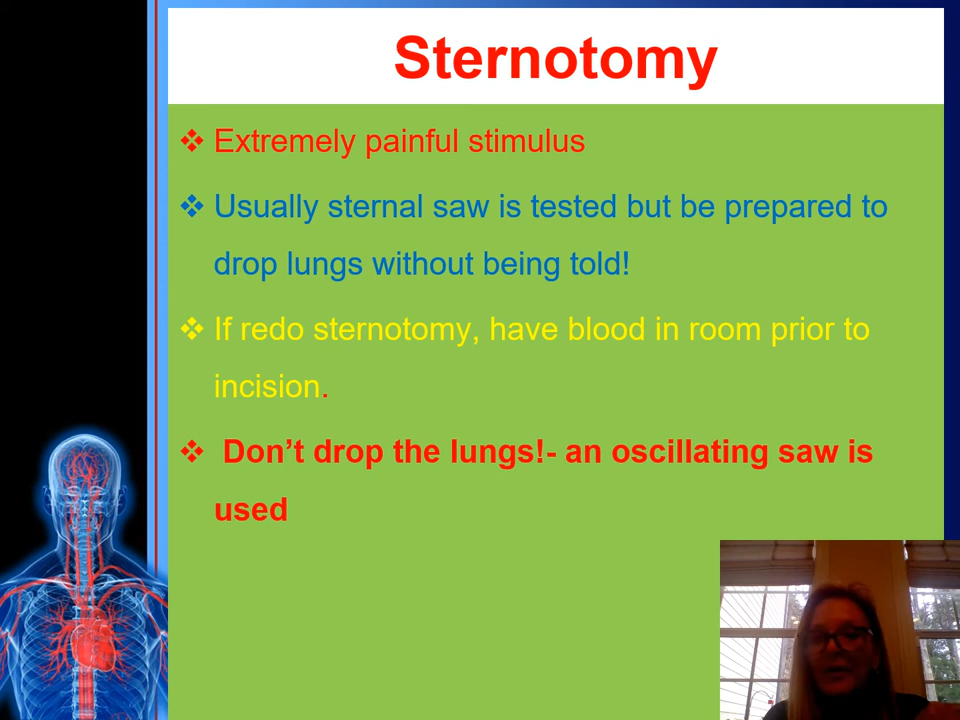 Sternotomy
❖ Extremely painful stimulus
❖ Usually sternal saw is tested but be prepared to
drop lungs without being told!
❖ If redo sternotomy, have blood in room prior to
incision.
❖ Don’t drop the lungs!- an oscillating saw is
used